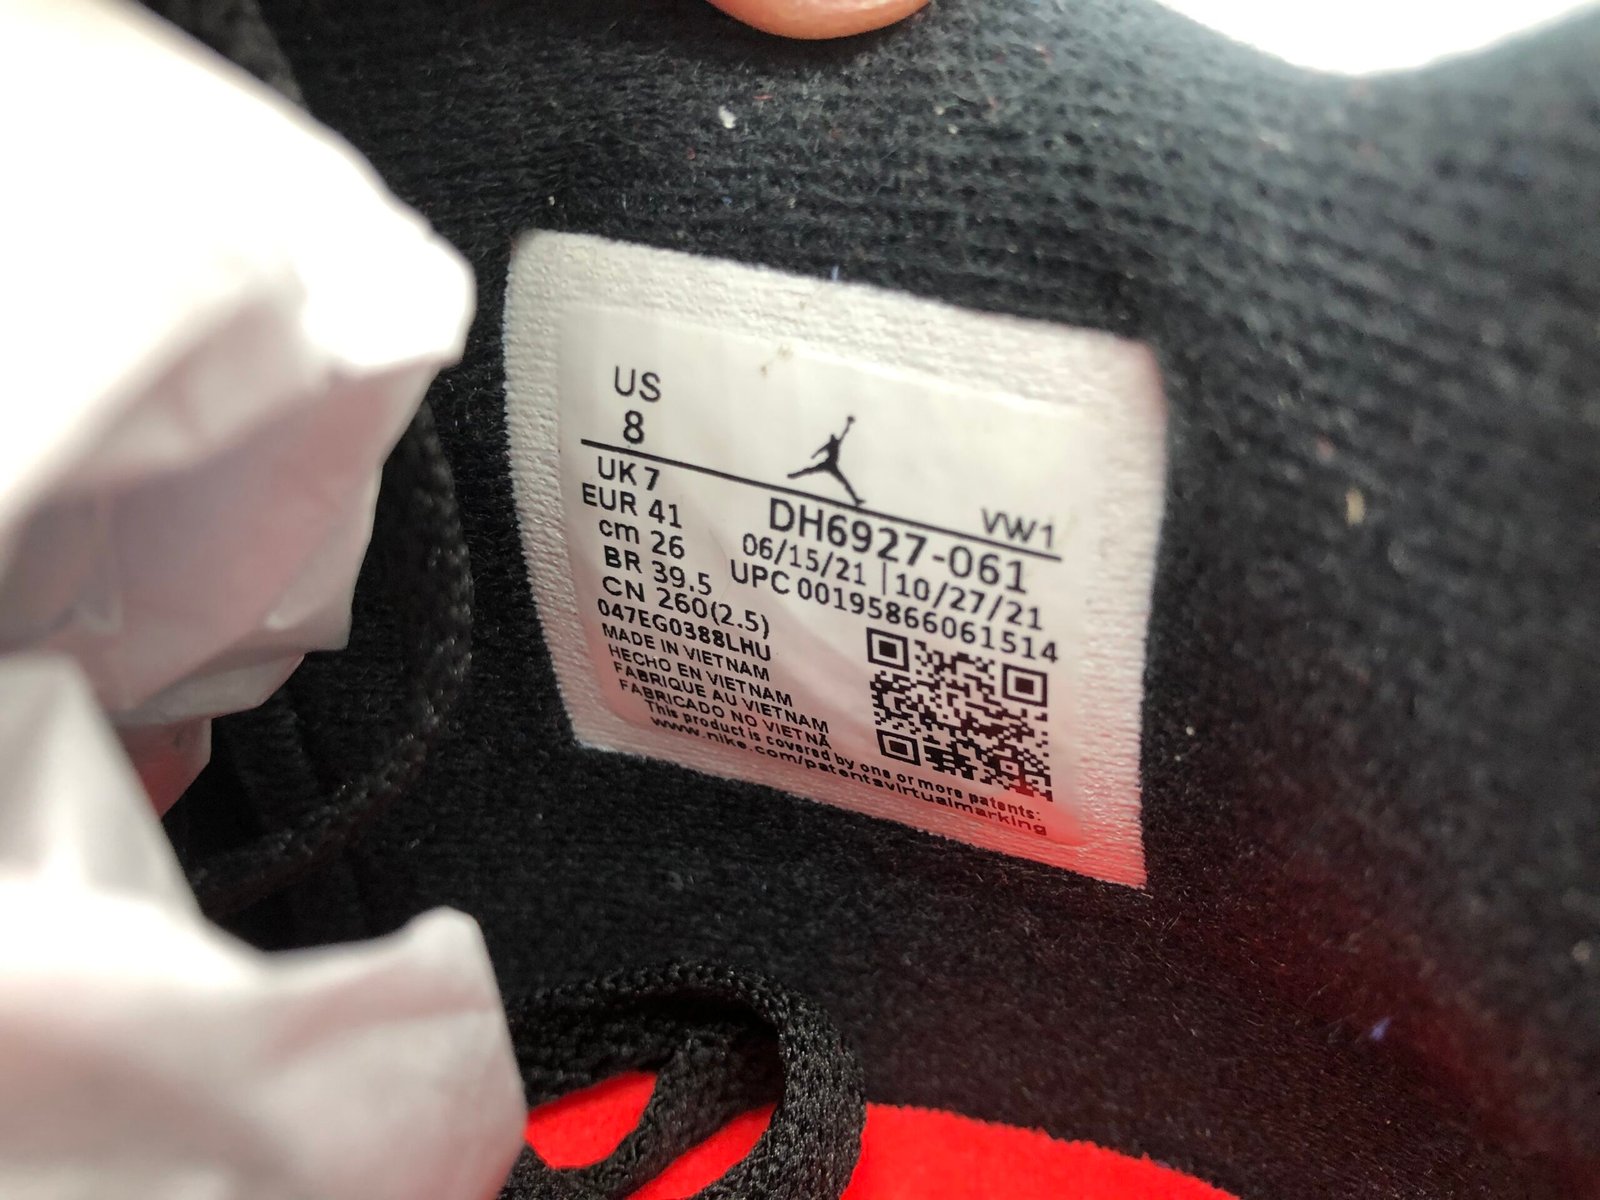 US
8
VW1
UK 7
EUR 41
cm 26
BR 39.5
CN 260(2.5)
DH6927-061
06/15/21 | 10/27/21
UPC 00195866061514
047EG0388LHU
MADE IN VIETNAM
HECHO EN VIETNAM
FABRIQUE AU VIETNAM
FABRICADO NO VIETNÃ
This product is covered by one or more patents:
www.nike.com/patentsvirtualmarking